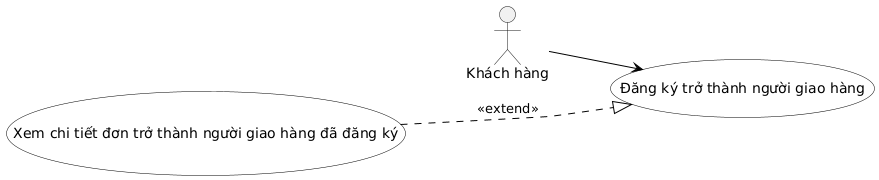 Khách hàng
Đăng ký trở thành người giao hàng
«extend»
Xem chi tiết đơn trở thành người giao hàng đã đăng ký